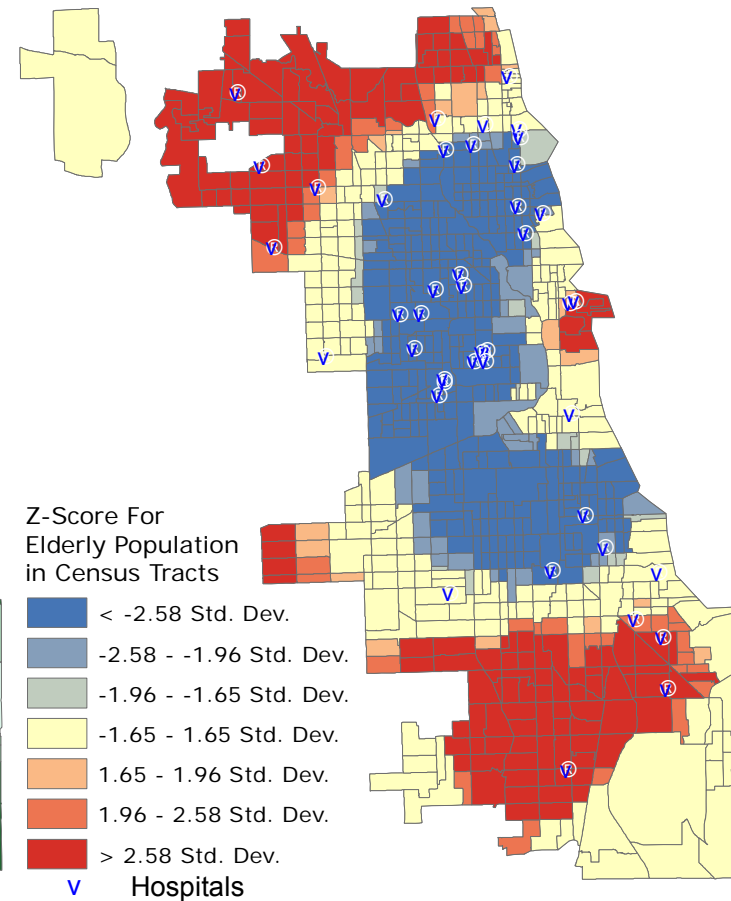 Z-Score For
Elderly Population
in Census Tracts
< -2.58 Std. Dev.
-2.58 - -1.96 Std. Dev.
-1.96 - -1.65 Std. Dev.
-1.65 - 1.65 Std. Dev.
1.65 - 1.96 Std. Dev.
1.96 - 2.58 Std. Dev.
> 2.58 Std. Dev.
v Hospitals